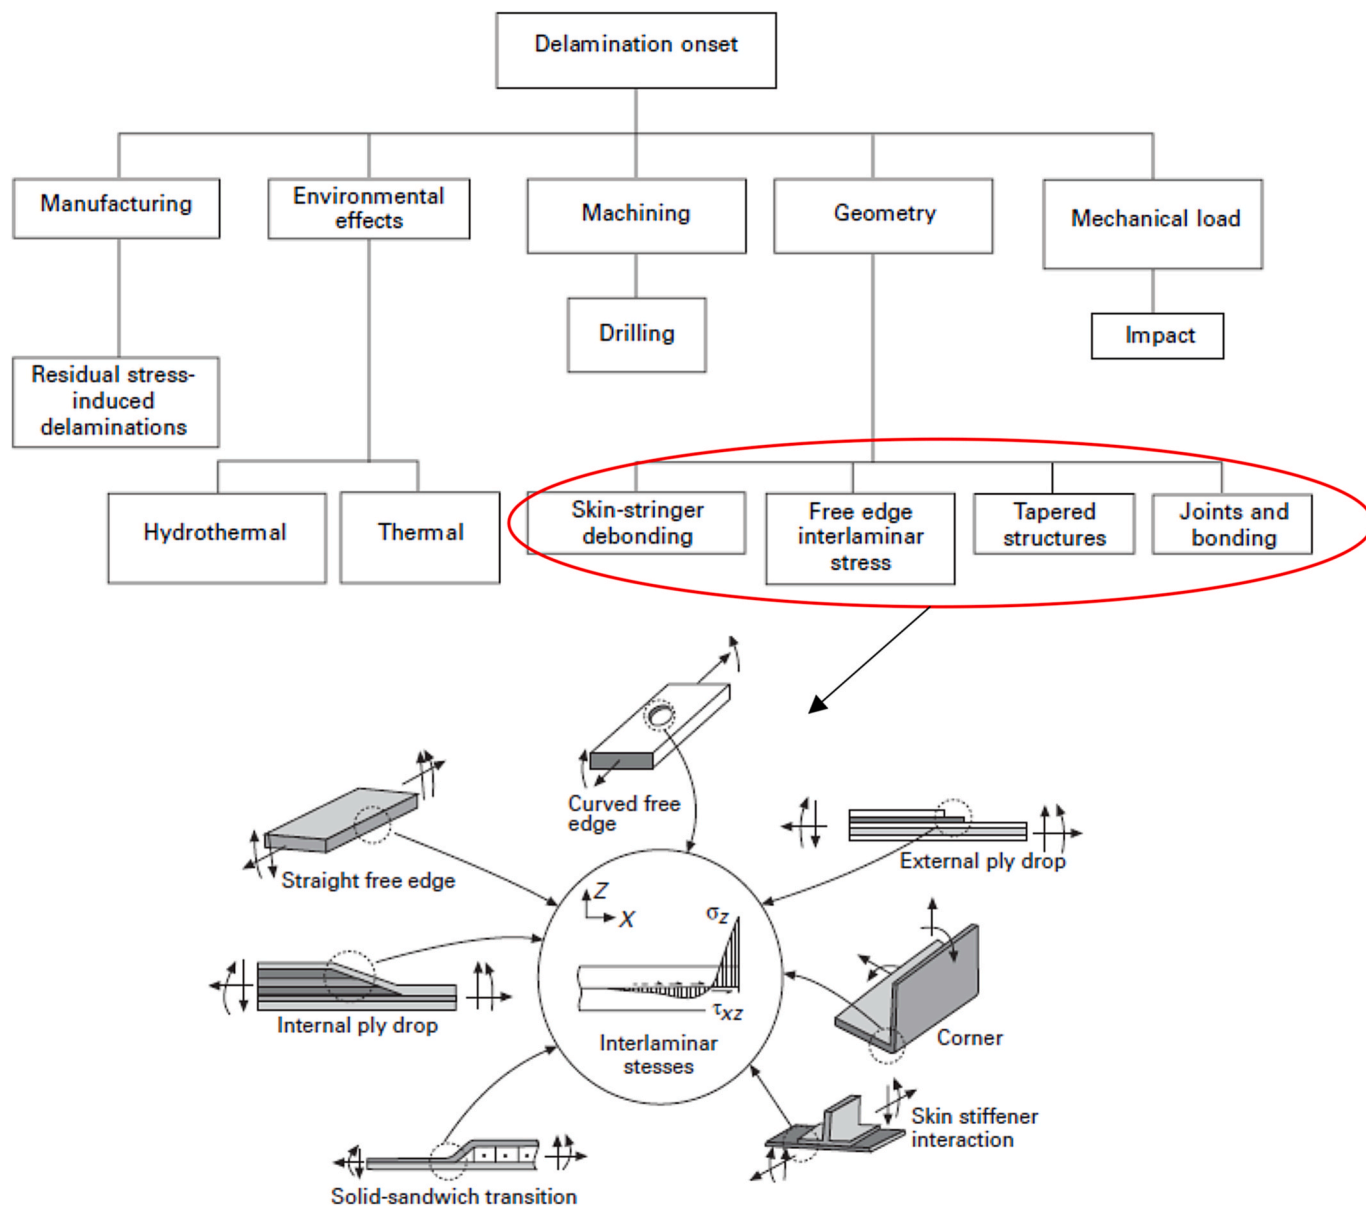 Delamination onset
Manufacturing
Environmental
effects
Machining
Geometry
Mechanical load
Drilling
Impact
Residual stress-
induced
delaminations
Hydrothermal
Thermal
Skin-stringer
debonding
Free edge
interlaminar
stress
Tapered
structures
Joints and
bonding
Curved free
edge
Straight free edge
External ply drop
Z
X
σz
τxz
Interlaminar
stesses
Internal ply drop
Corner
Skin stiffener
interaction
Solid-sandwich transition